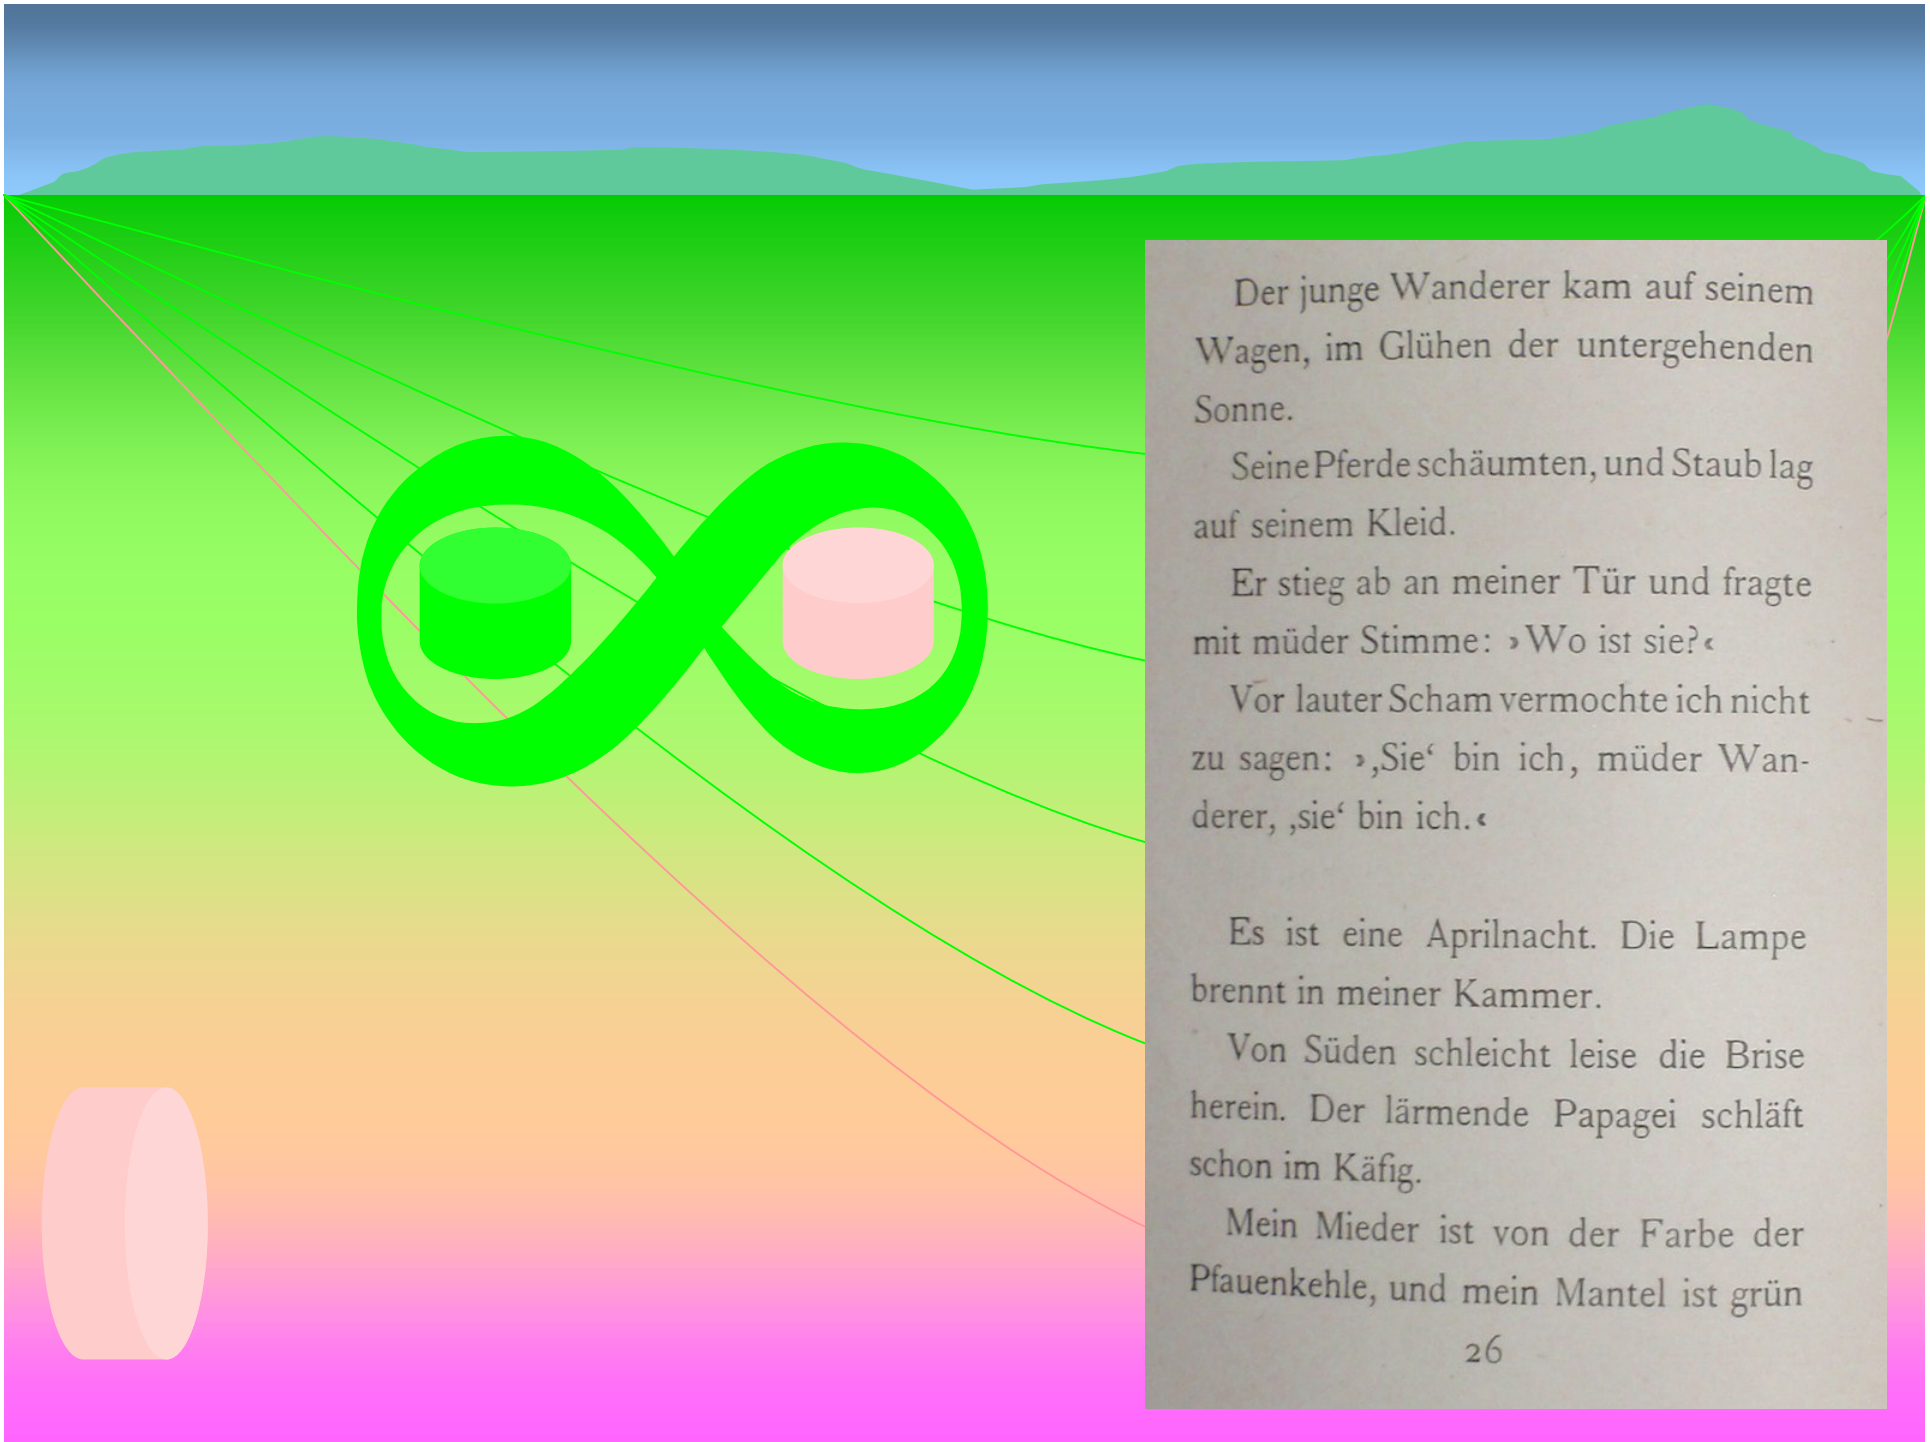 Der junge Wanderer kam auf seinem
Wagen, im Glühen der untergehenden
Sonne.
Seine Pferde schäumten, und Staub lag
auf seinem Kleid.
Er stieg ab an meiner Tür und fragte
mit müder Stimme: ›Wo ist sie?‹
Vor lauter Scham vermochte ich nicht
zu sagen: ›‚Sie‘ bin ich, müder Wan-
derer, ‚sie‘ bin ich.‹
Es ist eine Aprilnacht. Die Lampe
brennt in meiner Kammer.
Von Süden schleicht leise die Brise
herein. Der lärmende Papagei schläft
schon im Käfig.
Mein Mieder ist von der Farbe der
Pfauenkehle, und mein Mantel ist grün
26